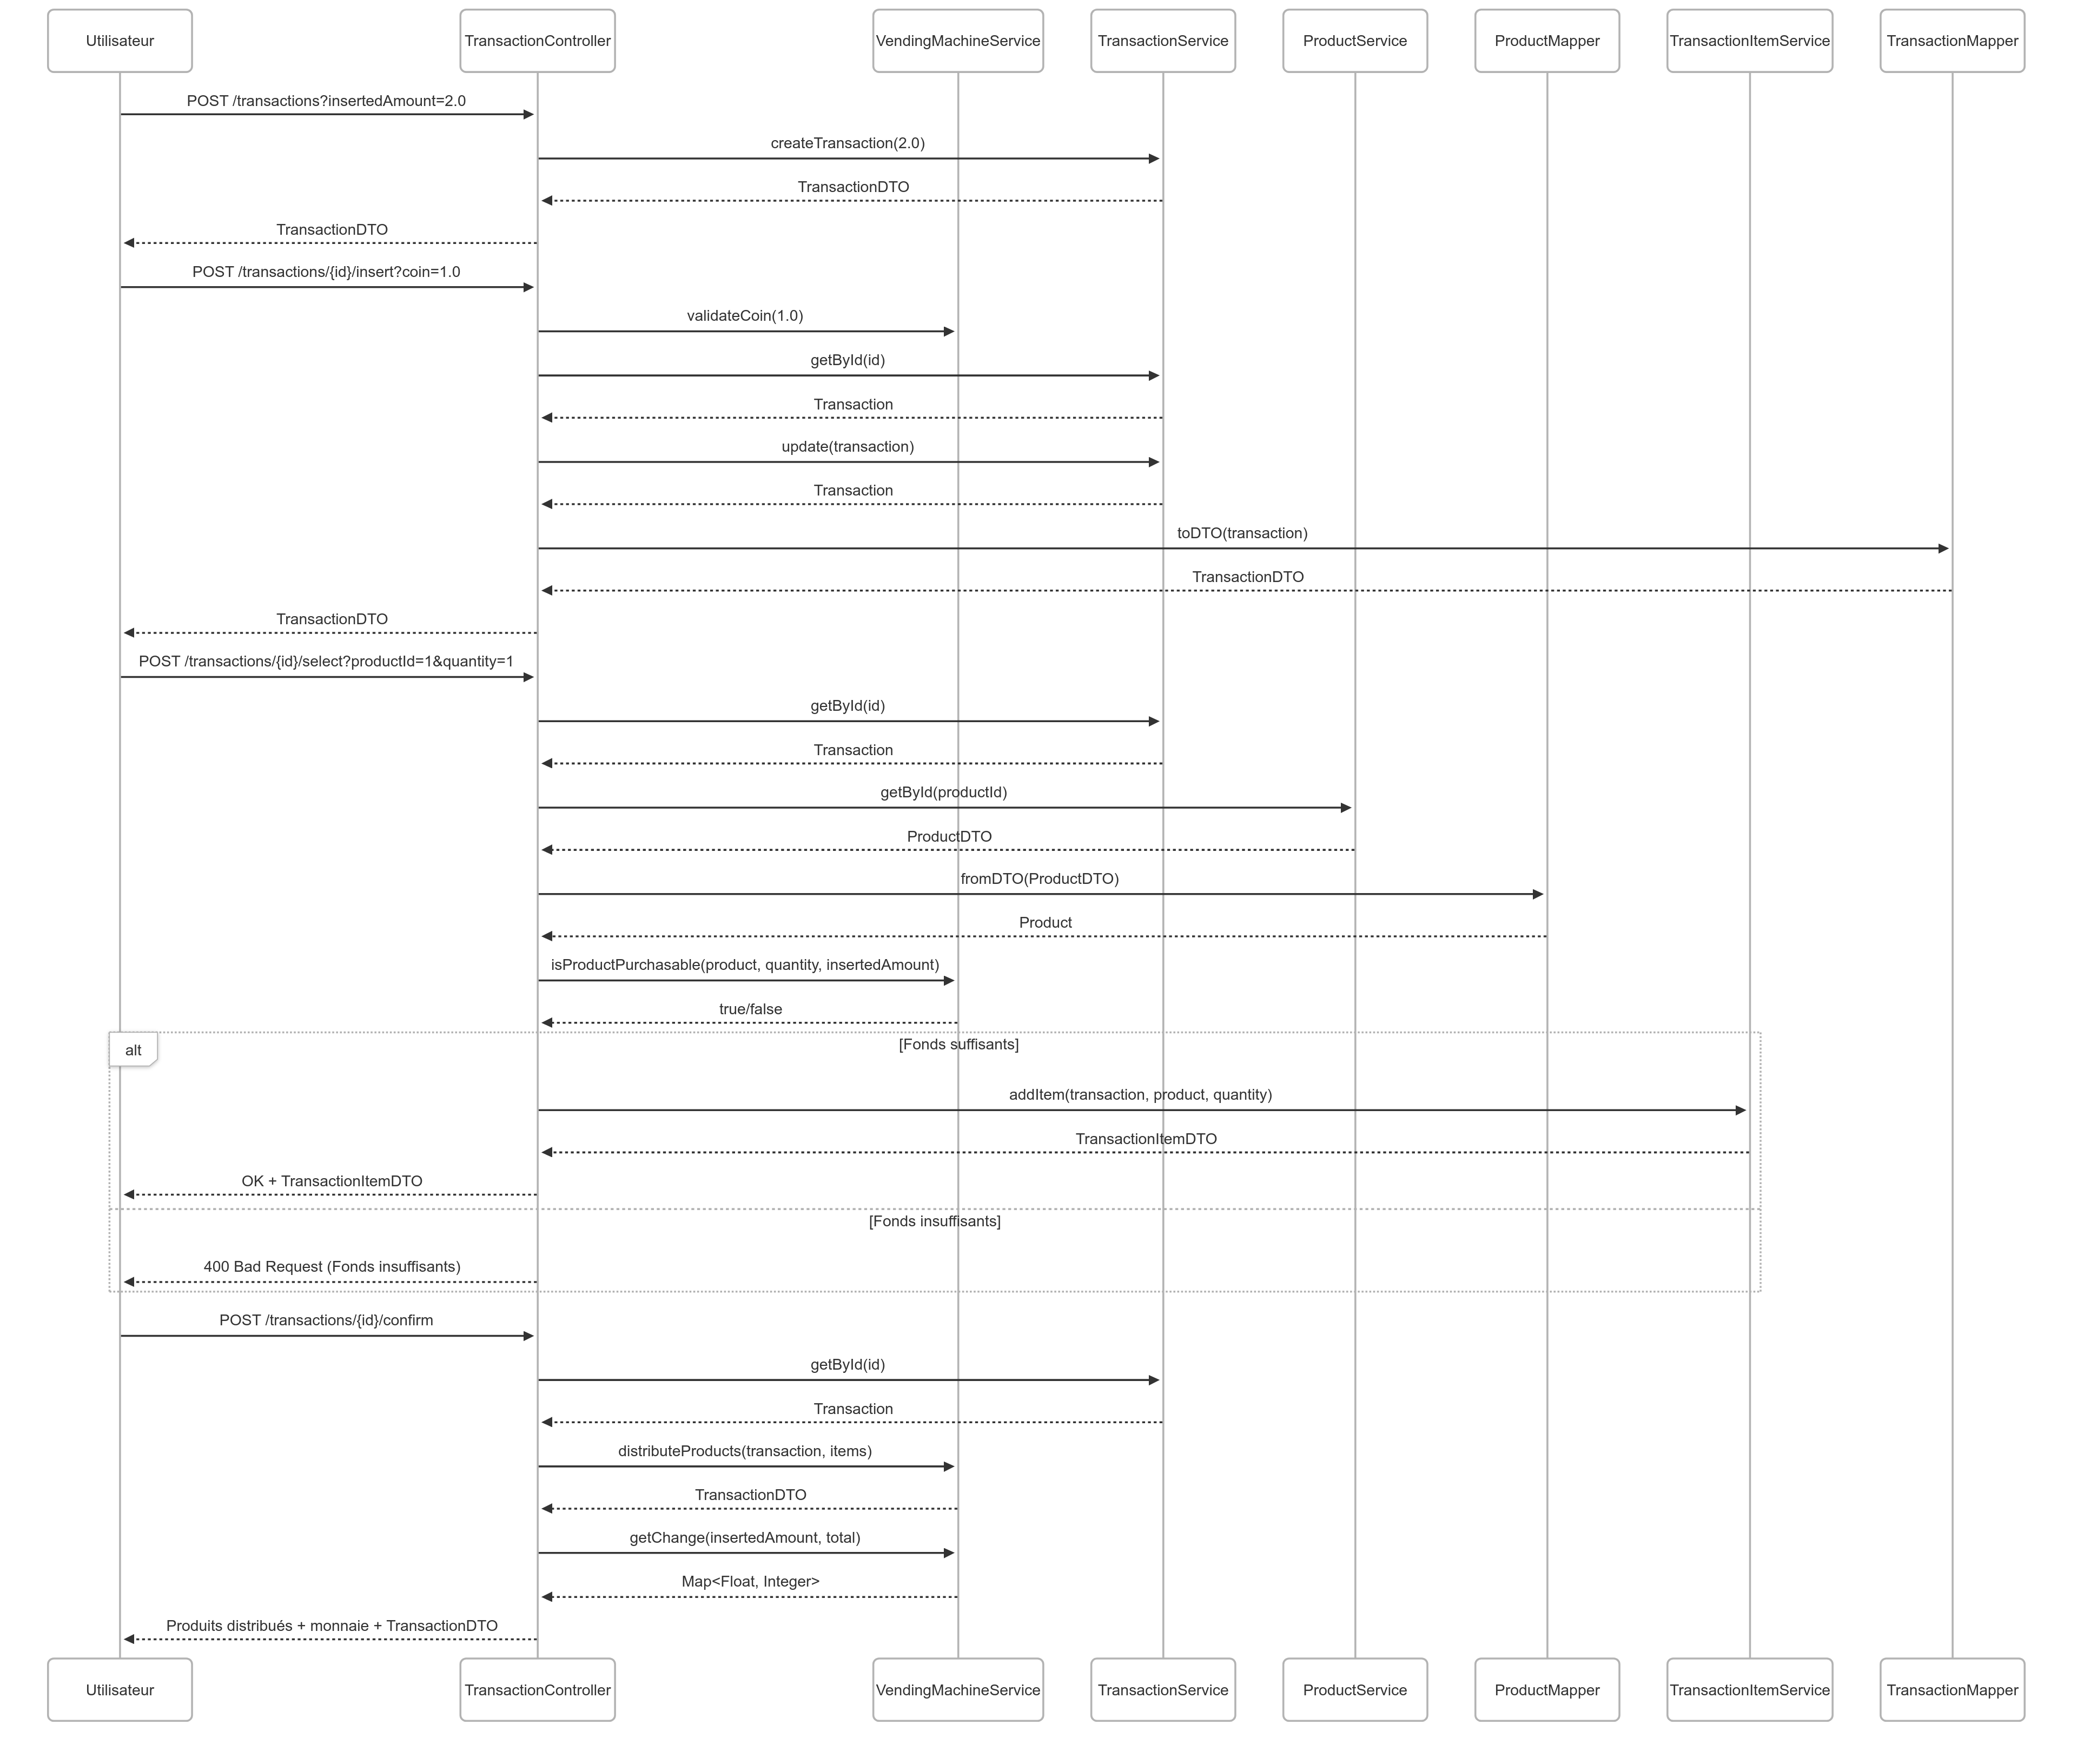 Utilisateur
TransactionController
VendingMachineService
TransactionService
ProductService
ProductMapper
TransactionItemService
TransactionMapper
POST /transactions?insertedAmount=2.0
createTransaction(2.0)
TransactionDTO
TransactionDTO
POST /transactions/{id}/insert?coin=1.0
validateCoin(1.0)
getById(id)
Transaction
update(transaction)
Transaction
toDTO(transaction)
TransactionDTO
TransactionDTO
POST /transactions/{id}/select?productId=1&quantity=1
getById(id)
Transaction
getById(productId)
ProductDTO
fromDTO(ProductDTO)
Product
isProductPurchasable(product, quantity, insertedAmount)
true/false
alt
[Fonds suffisants]
addItem(transaction, product, quantity)
TransactionItemDTO
OK + TransactionItemDTO
[Fonds insuffisants]
400 Bad Request (Fonds insuffisants)
POST /transactions/{id}/confirm
getById(id)
Transaction
distributeProducts(transaction, items)
TransactionDTO
getChange(insertedAmount, total)
Map<Float, Integer>
Produits distribués + monnaie + TransactionDTO
Utilisateur
TransactionController
VendingMachineService
TransactionService
ProductService
ProductMapper
TransactionItemService
TransactionMapper